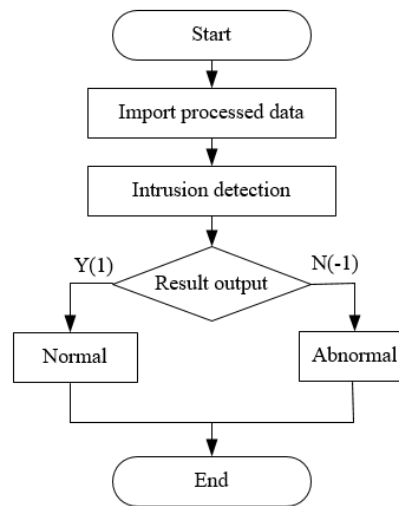 Start
Import processed data
Intrusion detection
Y(1)
N(-1)
Result output
Normal
Abnormal
End